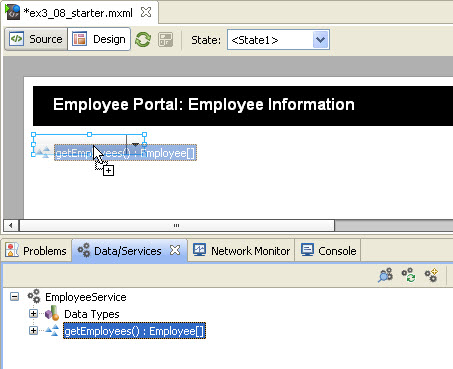 *ex3_08_starter.mxml
Source Design State: <State1>
Employee Portal: Employee Information
getEmployees() : Employee[]
Problems Data/Services Network Monitor Console
EmployeeService
Data Types
getEmployees() : Employee[]